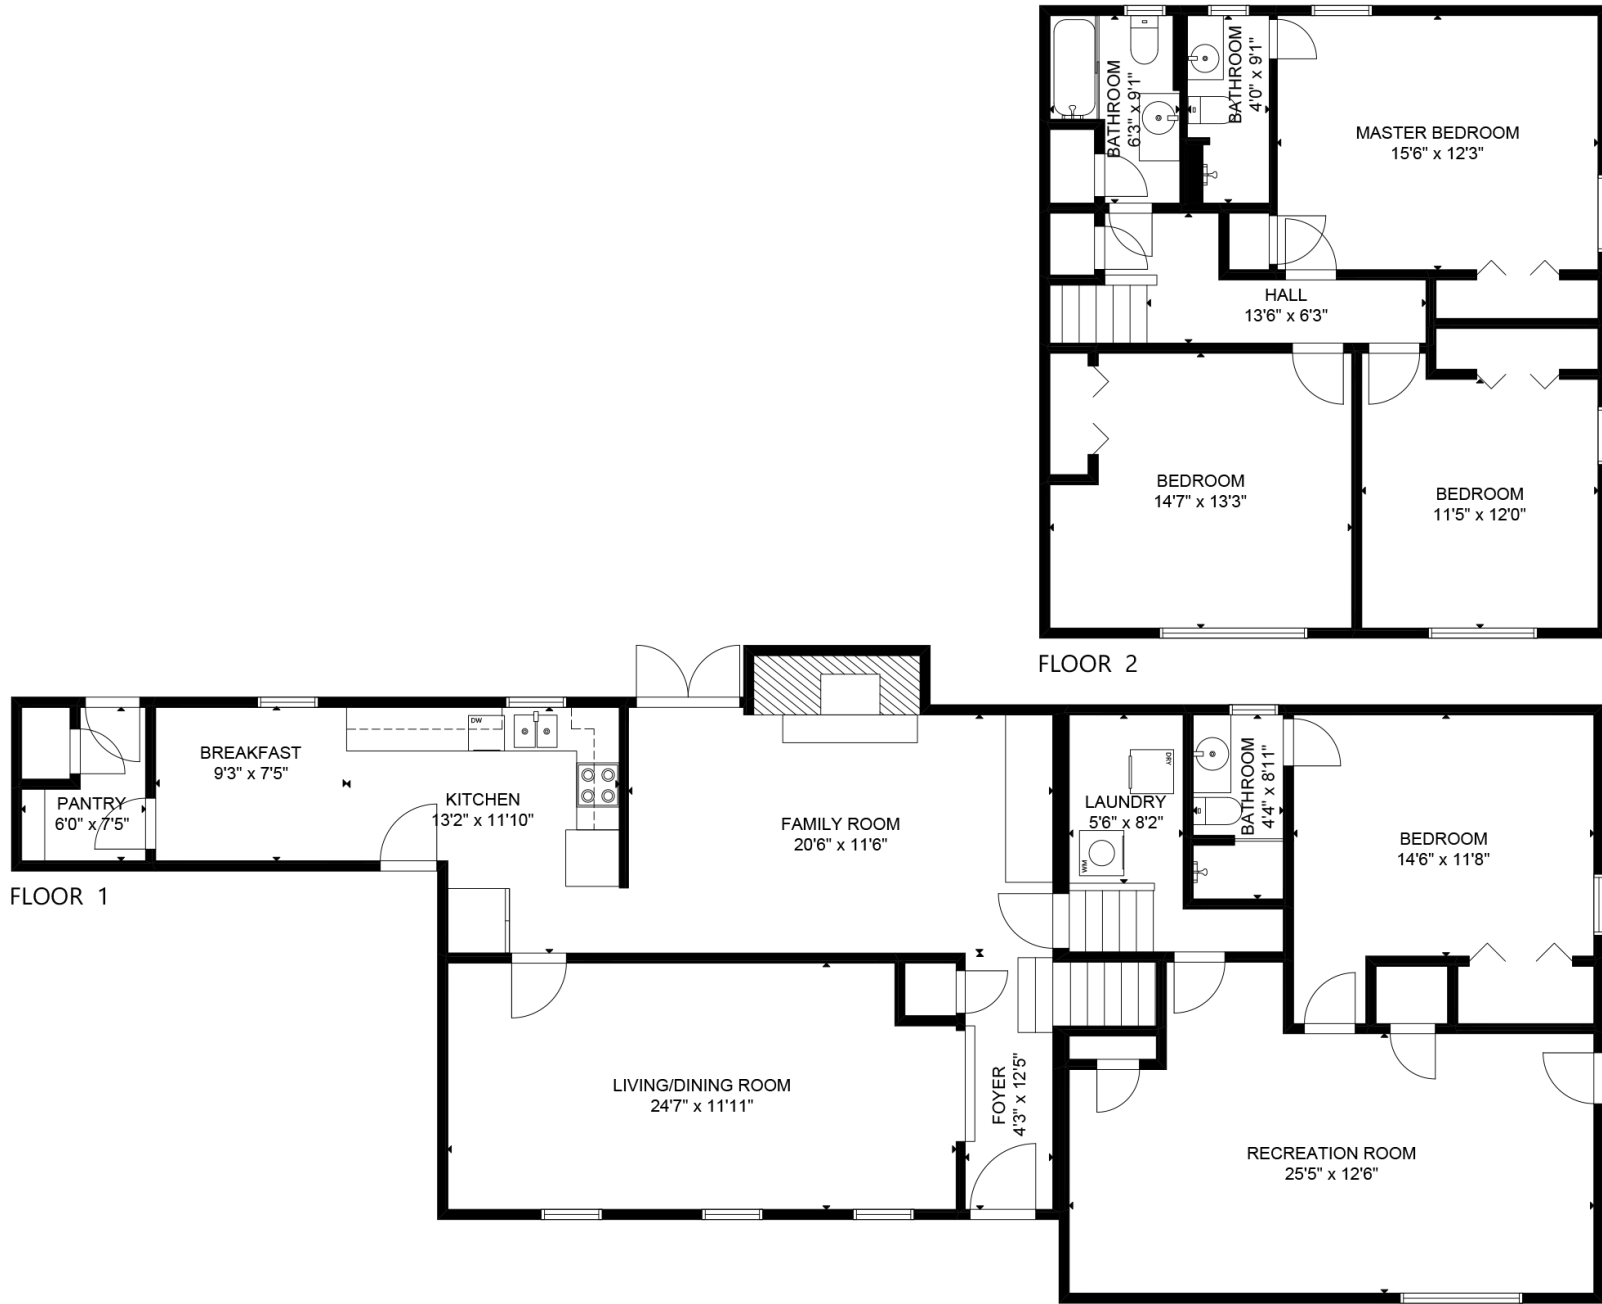 BATHROOM
6'3" x 9'1"
BATHROOM
4'0" x 9'1"
MASTER BEDROOM
15'6" x 12'3"
HALL
13'6" x 6'3"
BEDROOM
14'7" x 13'3"
BEDROOM
11'5" x 12'0"
FLOOR 2
BREAKFAST
9'3" x 7'5"
DW
PANTRY
6'0" x 7'5"
KITCHEN
13'2" x 11'10"
FAMILY ROOM
20'6" x 11'6"
DRY
LAUNDRY
5'6" x 8'2"
WM
BATHROOM
4'4" x 8'11"
BEDROOM
14'6" x 11'8"
FLOOR 1
LIVING/DINING ROOM
24'7" x 11'11"
FOYER
4'3" x 12'5"
RECREATION ROOM
25'5" x 12'6"